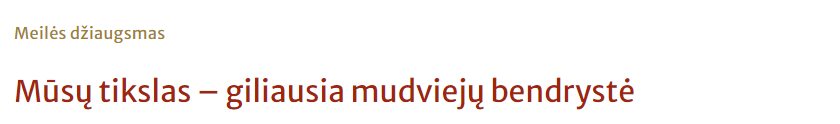 Meilės džiaugsmas
Mūsų tikslas – giliausia mudviejų bendrystė